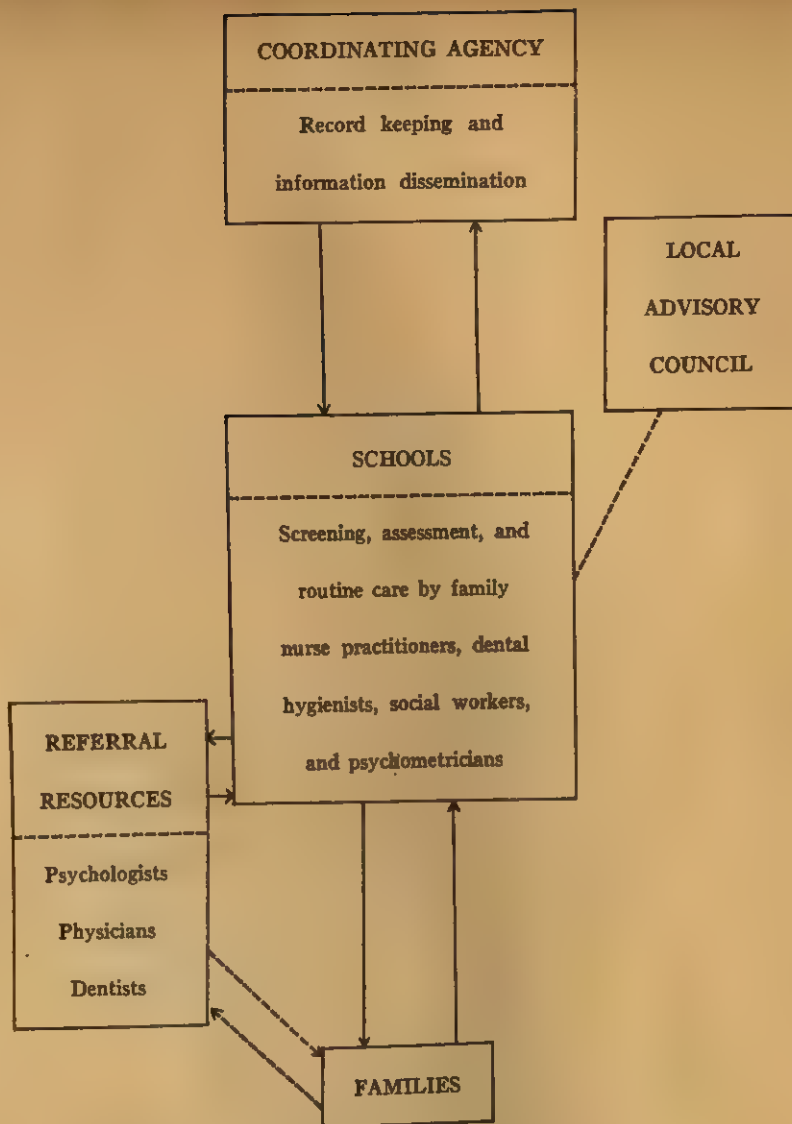 COORDINATING AGENCY
Record keeping and
information dissemination
LOCAL
ADVISORY
COUNCIL
SCHOOLS
Screening, assessment, and
routine care by family
nurse practitioners, dental
hygienists, social workers,
and psychometricians
REFERRAL
RESOURCES
Psychologists
Physicians
Dentists
FAMILIES